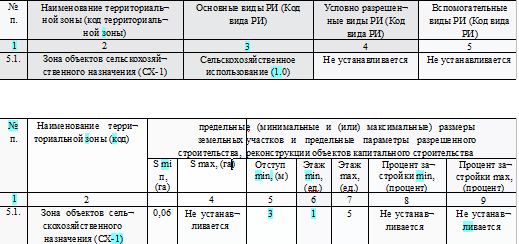 № п. Наименование территориаль¬ Основные виды РИ (Код Условно разрешен¬ Вспомогательные
ной зоны (код территориаль¬ вида РИ) ные виды РИ (Код виды РИ (Код вида
ной зоны) вида РИ) РИ)
1 2 3 4 5
5.1. Зона объектов сельскохозяй¬ Сельскохозяйственное Не устанавливается Не устанавливается
ственного назначения (СХ-1) использование (1.0)
№ п. Наименование терри¬ предельные (минимальные и (или) максимальные) размеры
ториальной зоны (код) земельных участков и предельные параметры разрешенного
строительства, реконструкции объектов капитального строительства
S mi S max, (га) Отступ Этаж Этаж Процент за¬ Процент за¬
п, min, (м) min, max, стройки min, стройки max,
(га) (ед.) (ед.) (процент) (процент)
1 2 4 5 6 7 8 9
5.1. Зона объектов сель¬ 0,06 Не устанав¬ 3 1 5 Не устанав¬ Не устанав¬
скохозяйственного ливается ливается ливается
назначения (СХ-1)